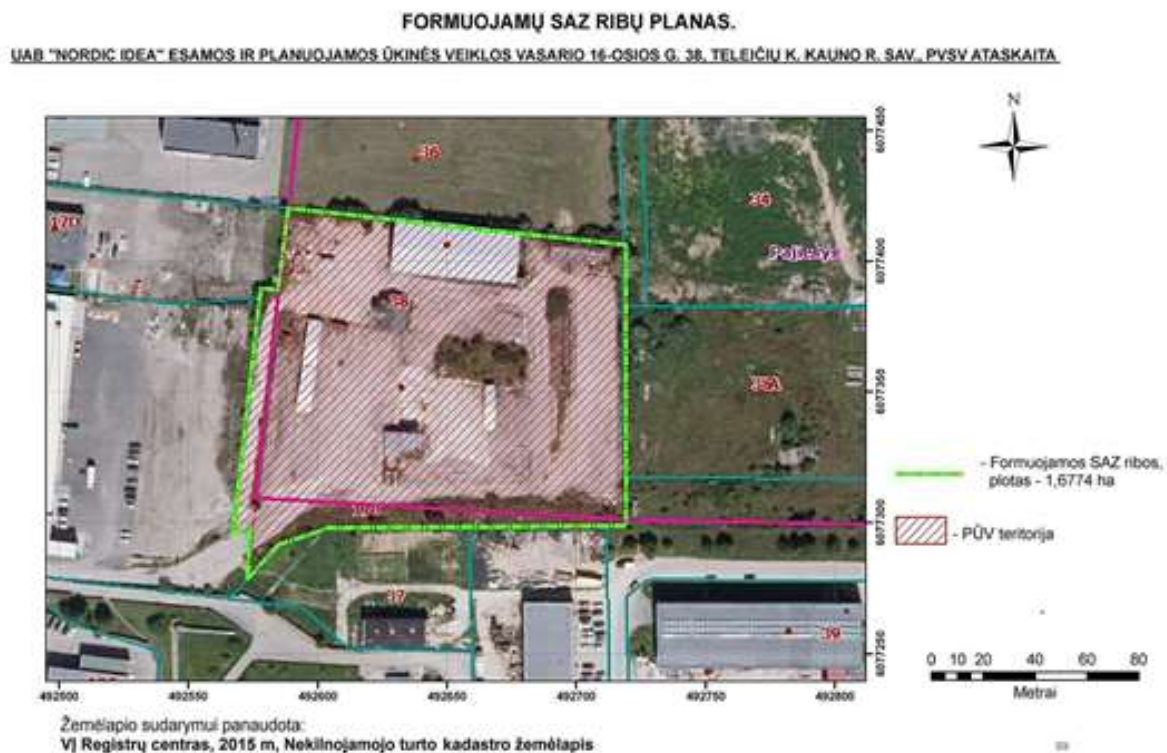 FORMUOJAMŲ SAZ RIBŲ PLANAS.
UAB "NORDIC IDEA" ESAMOS IR PLANUOJAMOS ŪKINĖS VEIKLOS VASARIO 16-OSIOS G. 38, TELEIČIŲ K. KAUNO R. SAV., PVSV ATASKAITA
N
6077450
36
34
6077400
38
6077350
38A
- Formuojamos SAZ ribos,
plotas - 1,6774 ha
6077300
- PŪV teritorija
37
39
6077250
0 10 20 40 60 80
Metrai
492500 492550 492600 492650 492700 492750 492800
Žemėlapio sudarymui panaudota:
VĮ Registrų centras, 2015 m, Nekilnojamojo turto kadastro žemėlapis